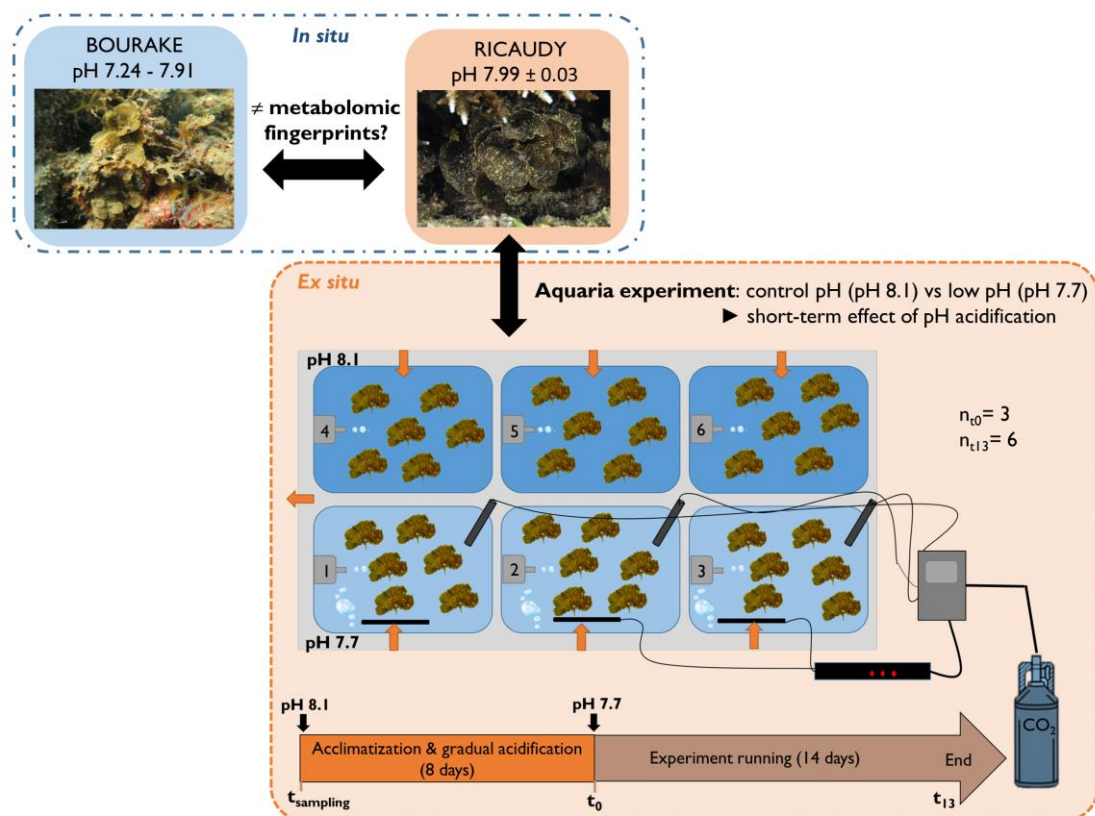 In situ
BOURAKE
pH 7.24 - 7.91
≠ metabolomic
fingerprints?
RICAUDY
pH 7.99 ± 0.03
Ex situ
Aquaria experiment: control pH (pH 8.1) vs low pH (pH 7.7)
► short-term effect of pH acidification
pH 8.1
4
5
6
n_t0= 3
n_t13= 6
1
2
3
pH 7.7
pH 8.1
pH 7.7
Acclimatization & gradual acidification
(8 days)
Experiment running (14 days)
End
CO₂
t_sampling
t₀
t₁₃